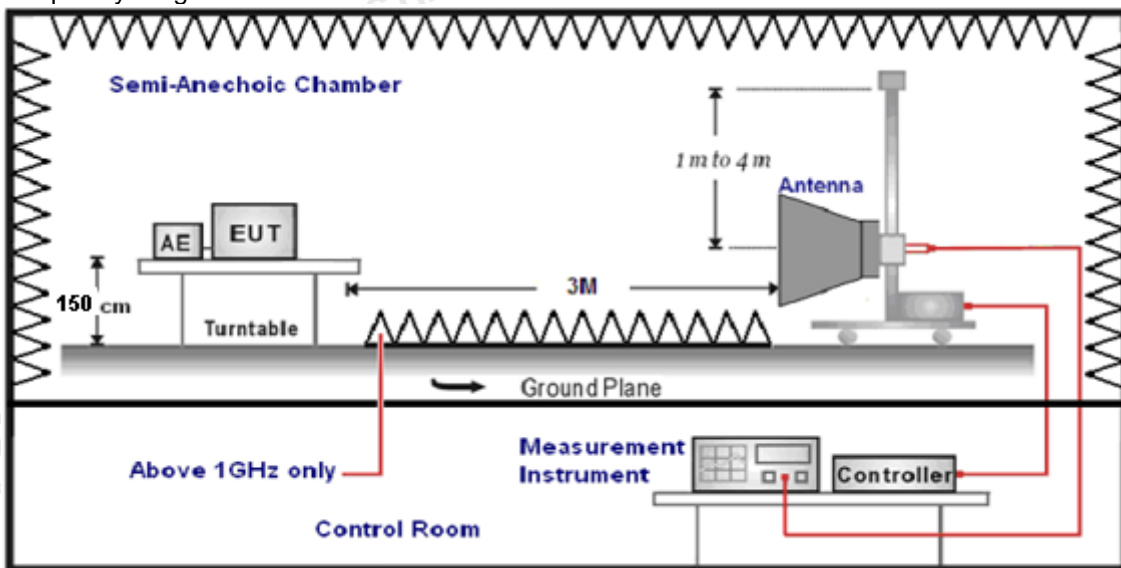 Semi-Anechoic Chamber
1 m to 4 m
Antenna
AE
EUT
150 cm
3M
Turntable
Ground Plane
Above 1GHz only
Measurement
Instrument
Controller
Control Room